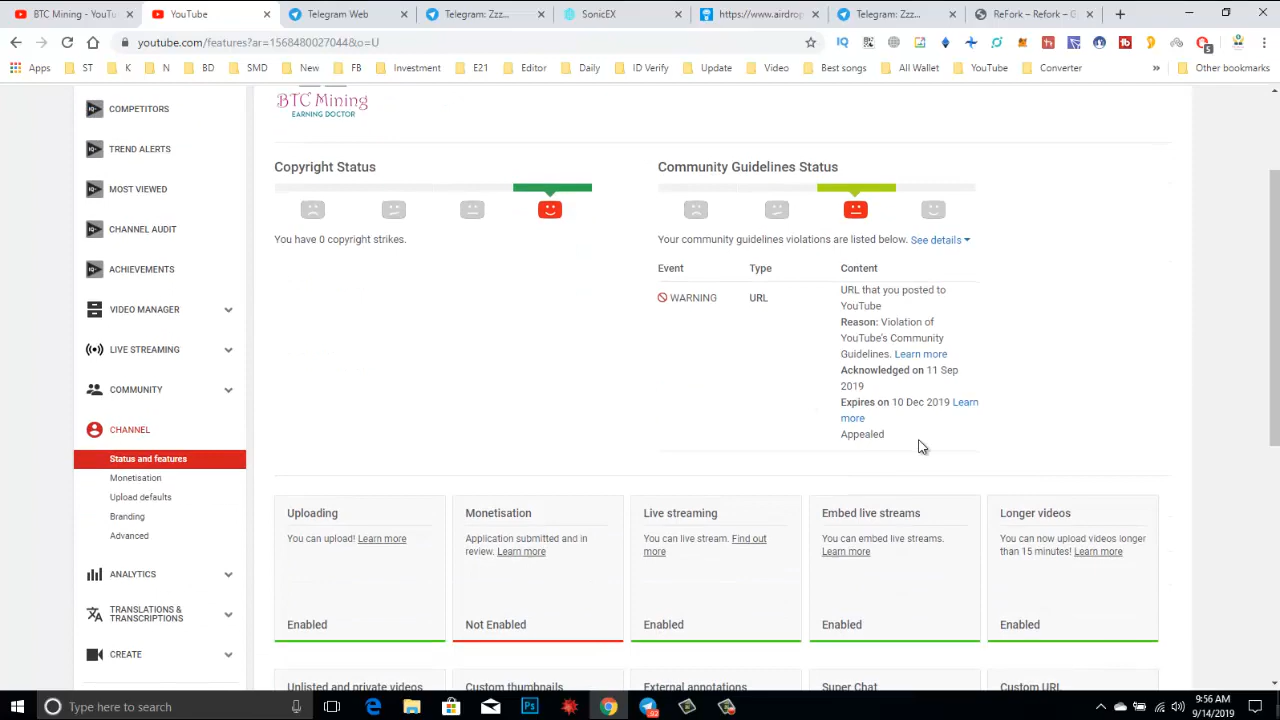 BTC Mining - YouTu
YouTube
Telegram Web
Telegram: Zzz...
SonicEX
https://www.airdrop
Telegram: Zzz...
ReFork – Refork – G
youtube.com/features?ar=1568480027044&o=U
Apps
ST
K
N
BD
SMD
New
FB
Investment
E21
Editor
Daily
ID Verify
Update
Video
Best songs
All Wallet
YouTube
Converter
Other bookmarks
COMPETITORS
TREND ALERTS
MOST VIEWED
CHANNEL AUDIT
ACHIEVEMENTS
VIDEO MANAGER
LIVE STREAMING
COMMUNITY
CHANNEL
Status and features
Monetisation
Upload defaults
Branding
Advanced
ANALYTICS
TRANSLATIONS &
TRANSCRIPTIONS
CREATE
BTC Mining
EARNING DOCTOR
Copyright Status
You have 0 copyright strikes.
Community Guidelines Status
Your community guidelines violations are listed below. See details
Event Type Content
WARNING URL
URL that you posted to
YouTube
Reason: Violation of
YouTube's Community
Guidelines. Learn more
Acknowledged on 11 Sep
2019
Expires on 10 Dec 2019 Learn
more
Appealed
Uploading
You can upload! Learn more
Enabled
Monetisation
Application submitted and in
review. Learn more
Not Enabled
Live streaming
You can live stream. Find out
more
Enabled
Embed live streams
You can embed live streams.
Learn more
Enabled
Longer videos
You can now upload videos longer
than 15 minutes! Learn more
Enabled
Unlisted and private videos
Custom thumbnails
External annotations
Super Chat
Custom URL
Type here to search
9:56 AM
9/14/2019